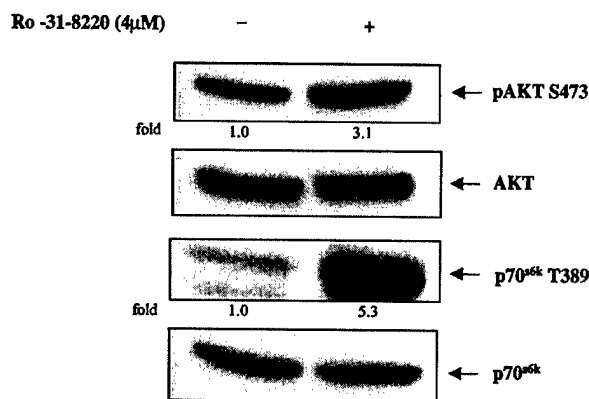 Ro -31-8220 (4μM) – +
pAKT S473
fold 1.0 3.1
AKT
p70s6k T389
fold 1.0 5.3
p70s6k